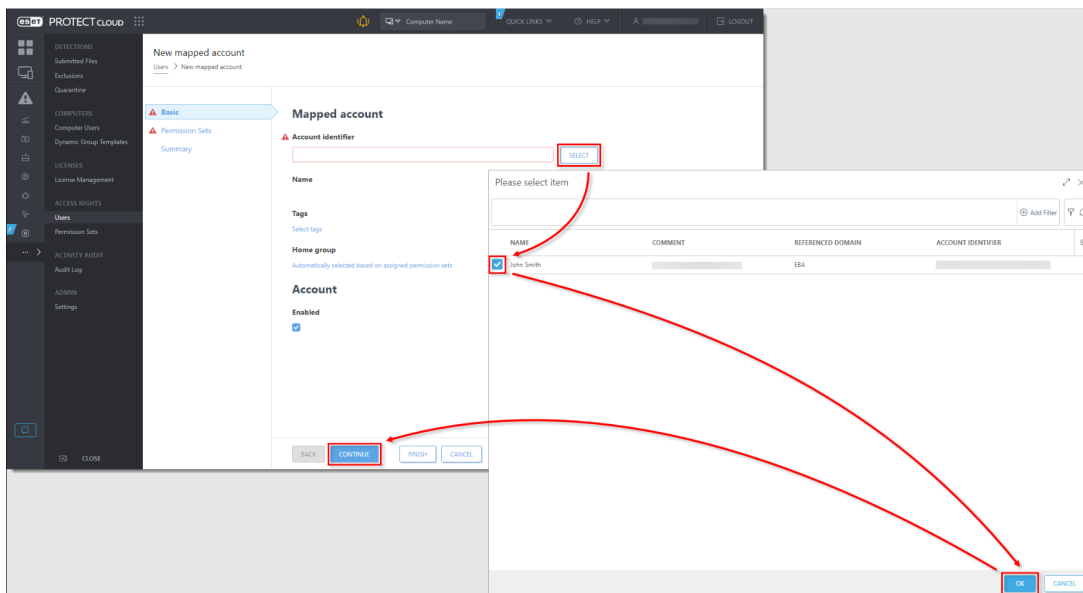 eset PROTECT CLOUD
Computer Name
QUICK LINKS
HELP
LOGOUT
DETECTIONS
Submitted Files
Exclusions
Quarantine
COMPUTERS
Computer Users
Dynamic Group Templates
LICENSES
License Management
ACCESS RIGHTS
Users
Permission Sets
ACTIVITY AUDIT
Audit Log
ADMIN
Settings
CLOSE
New mapped account
Users > New mapped account
Basic
Permission Sets
Summary
Mapped account
Account identifier
SELECT
Name
Tags
Select tags
Home group
Automatically selected based on assigned permission sets
Account
Enabled
BACK CONTINUE FINISH CANCEL
Please select item
Add Filter
NAME COMMENT REFERENCED DOMAIN ACCOUNT IDENTIFIER
John Smith EBA
OK CANCEL